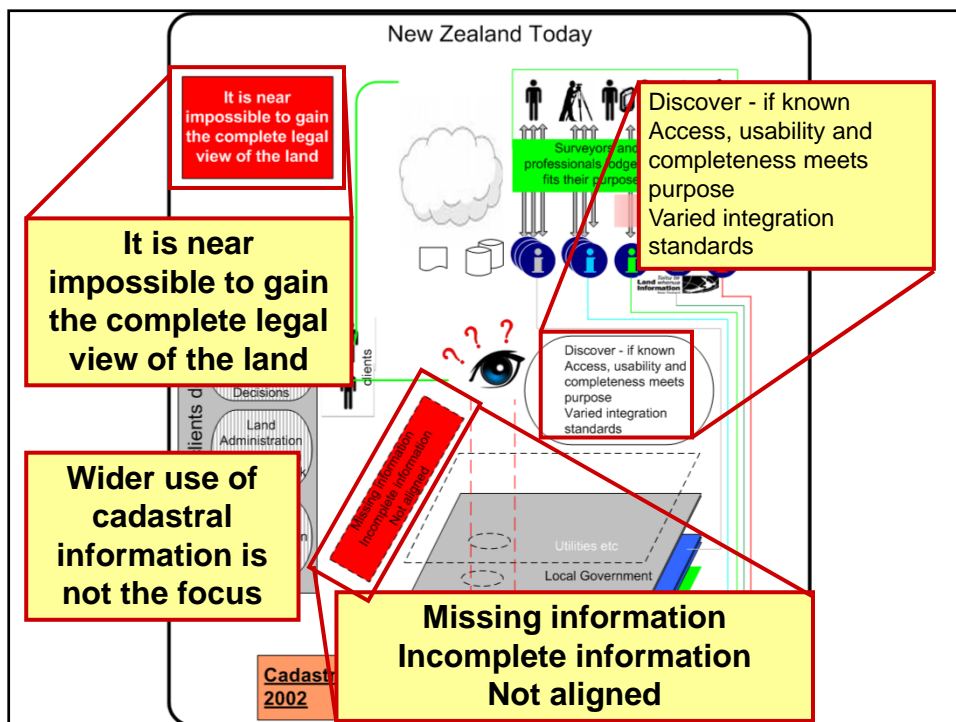 New Zealand Today
It is near
impossible to gain
the complete legal
view of the land
Surveyors and
professionals lodge
fits their purpose
Discover - if known
Access, usability and
completeness meets
purpose
Varied integration
standards
It is near
impossible to gain
the complete legal
view of the land
Land
Information
? ? ?
Discover - if known
Access, usability and
completeness meets
purpose
Varied integration
standards
Decisions
Land
Administration
Missing information
Incomplete information
Not aligned
Wider use of
cadastral
information is
not the focus
Utilities etc
Local Government
Missing information
Incomplete information
Not aligned
2002